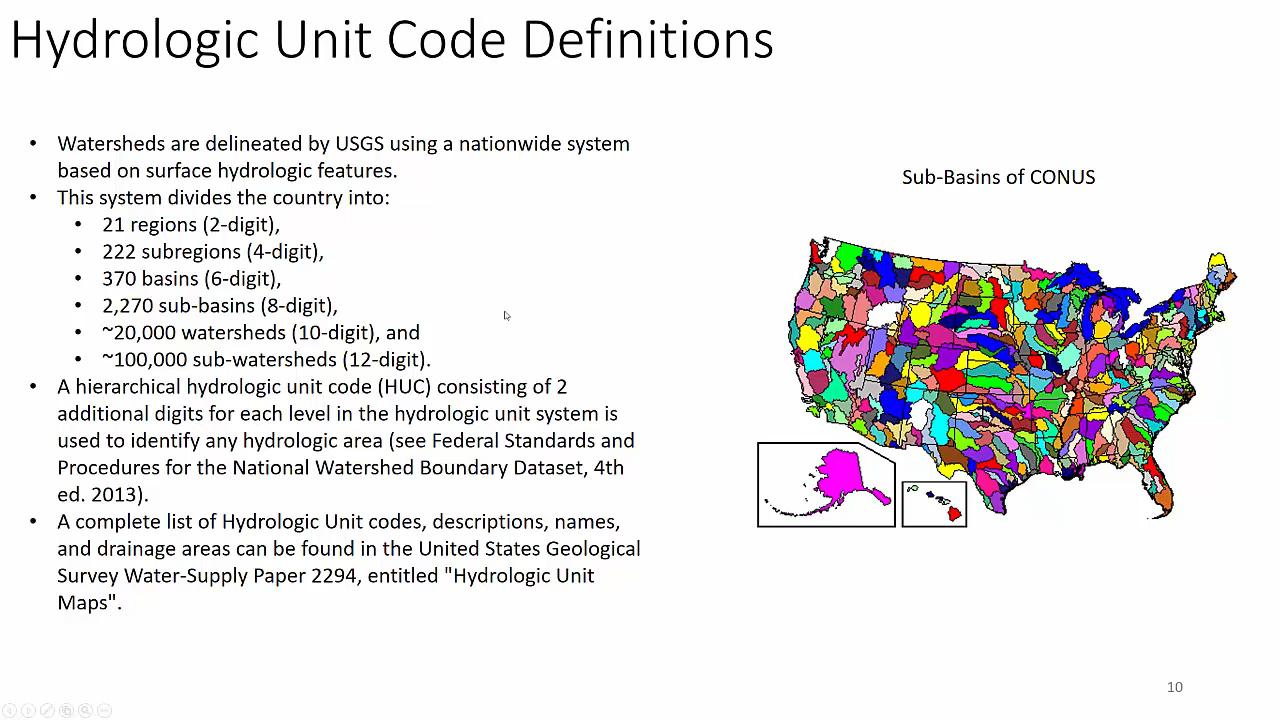 Hydrologic Unit Code Definitions
• Watersheds are delineated by USGS using a nationwide system
based on surface hydrologic features.
• This system divides the country into:
• 21 regions (2-digit),
• 222 subregions (4-digit),
• 370 basins (6-digit),
• 2,270 sub-basins (8-digit),
• ~20,000 watersheds (10-digit), and
• ~100,000 sub-watersheds (12-digit).
• A hierarchical hydrologic unit code (HUC) consisting of 2
additional digits for each level in the hydrologic unit system is
used to identify any hydrologic area (see Federal Standards and
Procedures for the National Watershed Boundary Dataset, 4th
ed. 2013).
• A complete list of Hydrologic Unit codes, descriptions, names,
and drainage areas can be found in the United States Geological
Survey Water-Supply Paper 2294, entitled "Hydrologic Unit
Maps".
Sub-Basins of CONUS
10